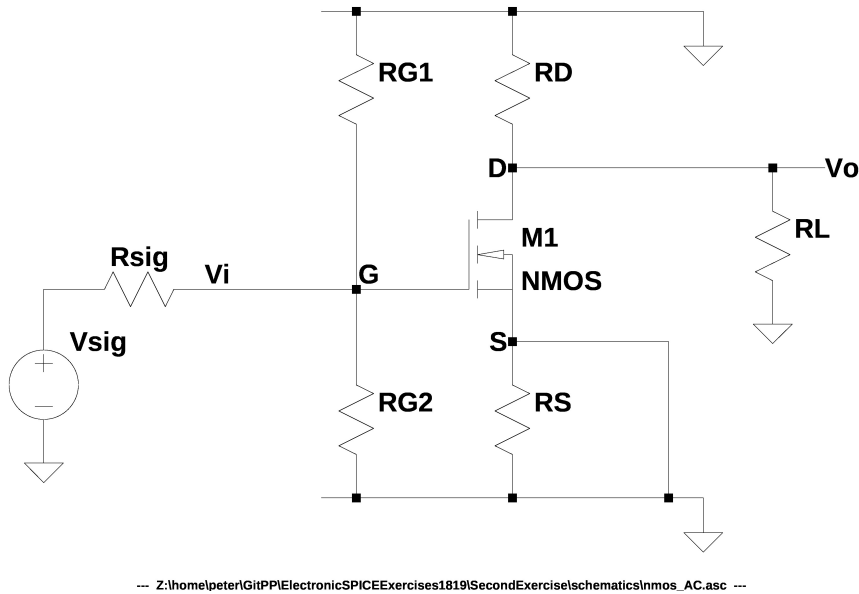 RG1
RD
D
Vo
RL
M1
Rsig
Vi
G
NMOS
Vsig
S
RG2
RS
+
--- Z:\home\peter\GitPP\ElectronicSPICEExercises1819\SecondExercise\schematics\nmos_AC.asc ---